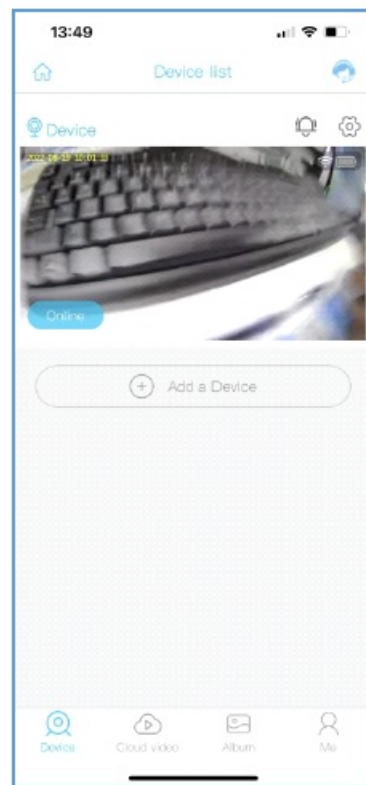 13:49
Device list
Device
Online
Add a Device
Device
Cloud video
Album
Me